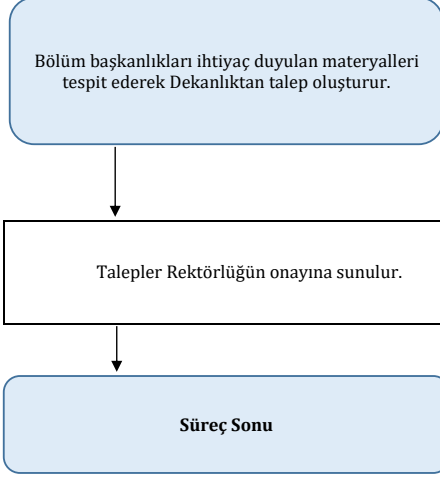 Bölüm başkanlıkları ihtiyaç duyulan materyalleri
tespit ederek Dekanlıktan talep oluşturur.
Talepler Rektörlüğün onayına sunulur.
Süreç Sonu